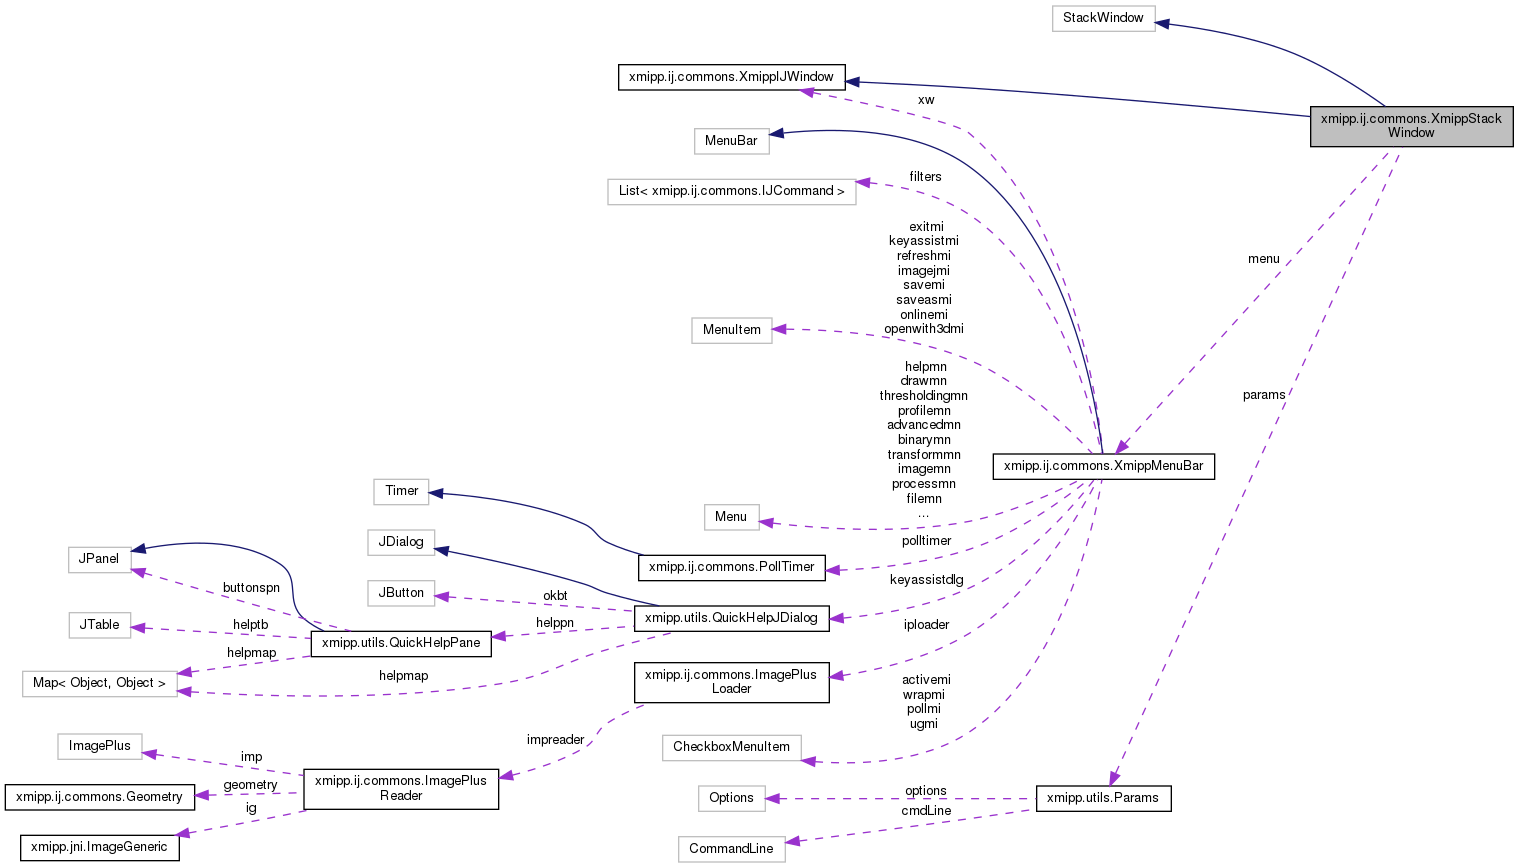 StackWindow
xmipp.ij.commons.XmippIJWindow
xw
xmipp.ij.commons.XmippStack
Window
MenuBar
filters
List< xmipp.ij.commons.IJCommand >
exitmi
keyassistmi
refreshmi
imagejmi
savemi
saveasmi
onlinemi
openwith3dmi
menu
MenuItem
helpmn
drawmn
thresholdingmn
profilemn
advancedmn
binarymn
transformmn
imagemn
processmn
filemn
...
params
xmipp.ij.commons.XmippMenuBar
Timer
Menu
JDialog
polltimer
JPanel
xmipp.ij.commons.PollTimer
buttonspn
JButton
okbt
keyassistdlg
JTable
helptb
helppn
xmipp.utils.QuickHelpJDialog
iploader
xmipp.utils.QuickHelpPane
helpmap
Map< Object, Object >
helpmap
xmipp.ij.commons.ImagePlus
Loader
activemi
wrapmi
pollmi
ugmi
ImagePlus
imp
impreader
CheckboxMenuItem
xmipp.ij.commons.ImagePlus
Reader
geometry
xmipp.ij.commons.Geometry
ig
xmipp.jni.ImageGeneric
Options
options
xmipp.utils.Params
cmdLine
CommandLine